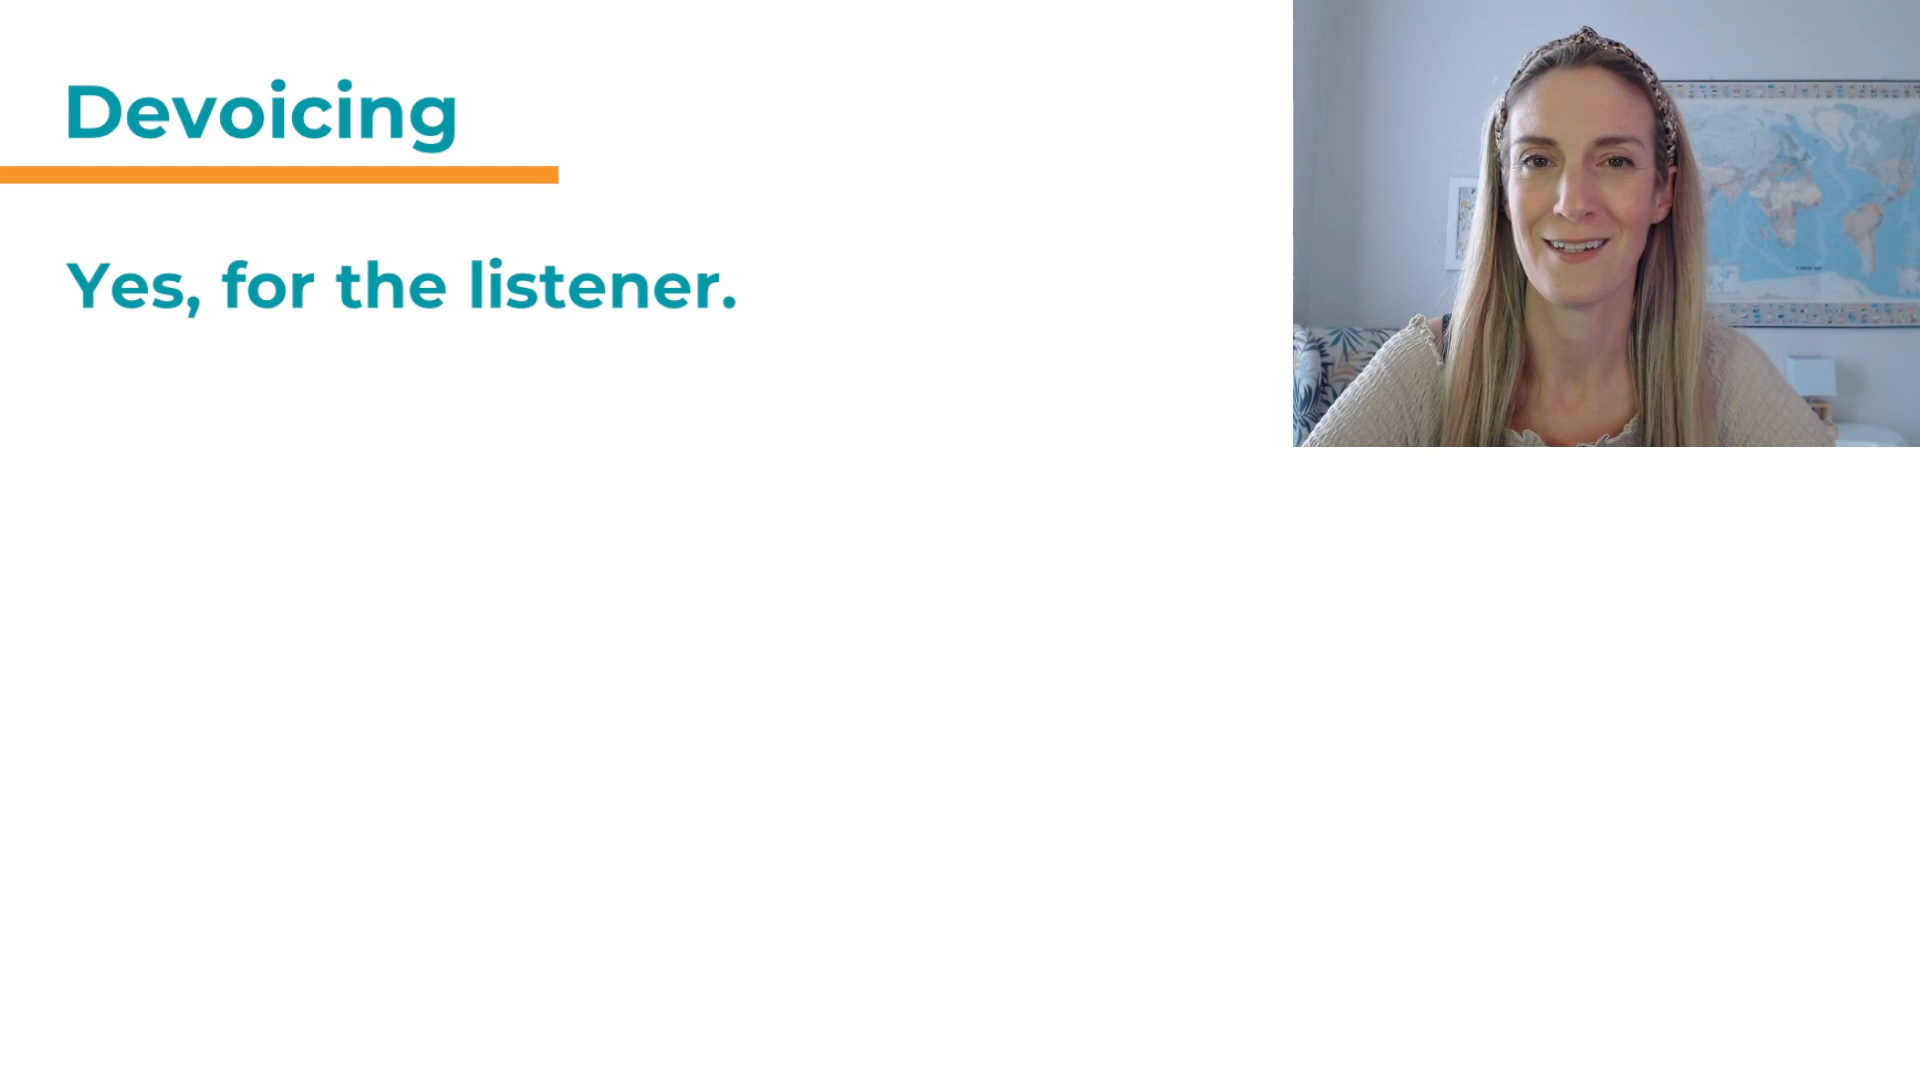 Devoicing
Yes, for the listener.